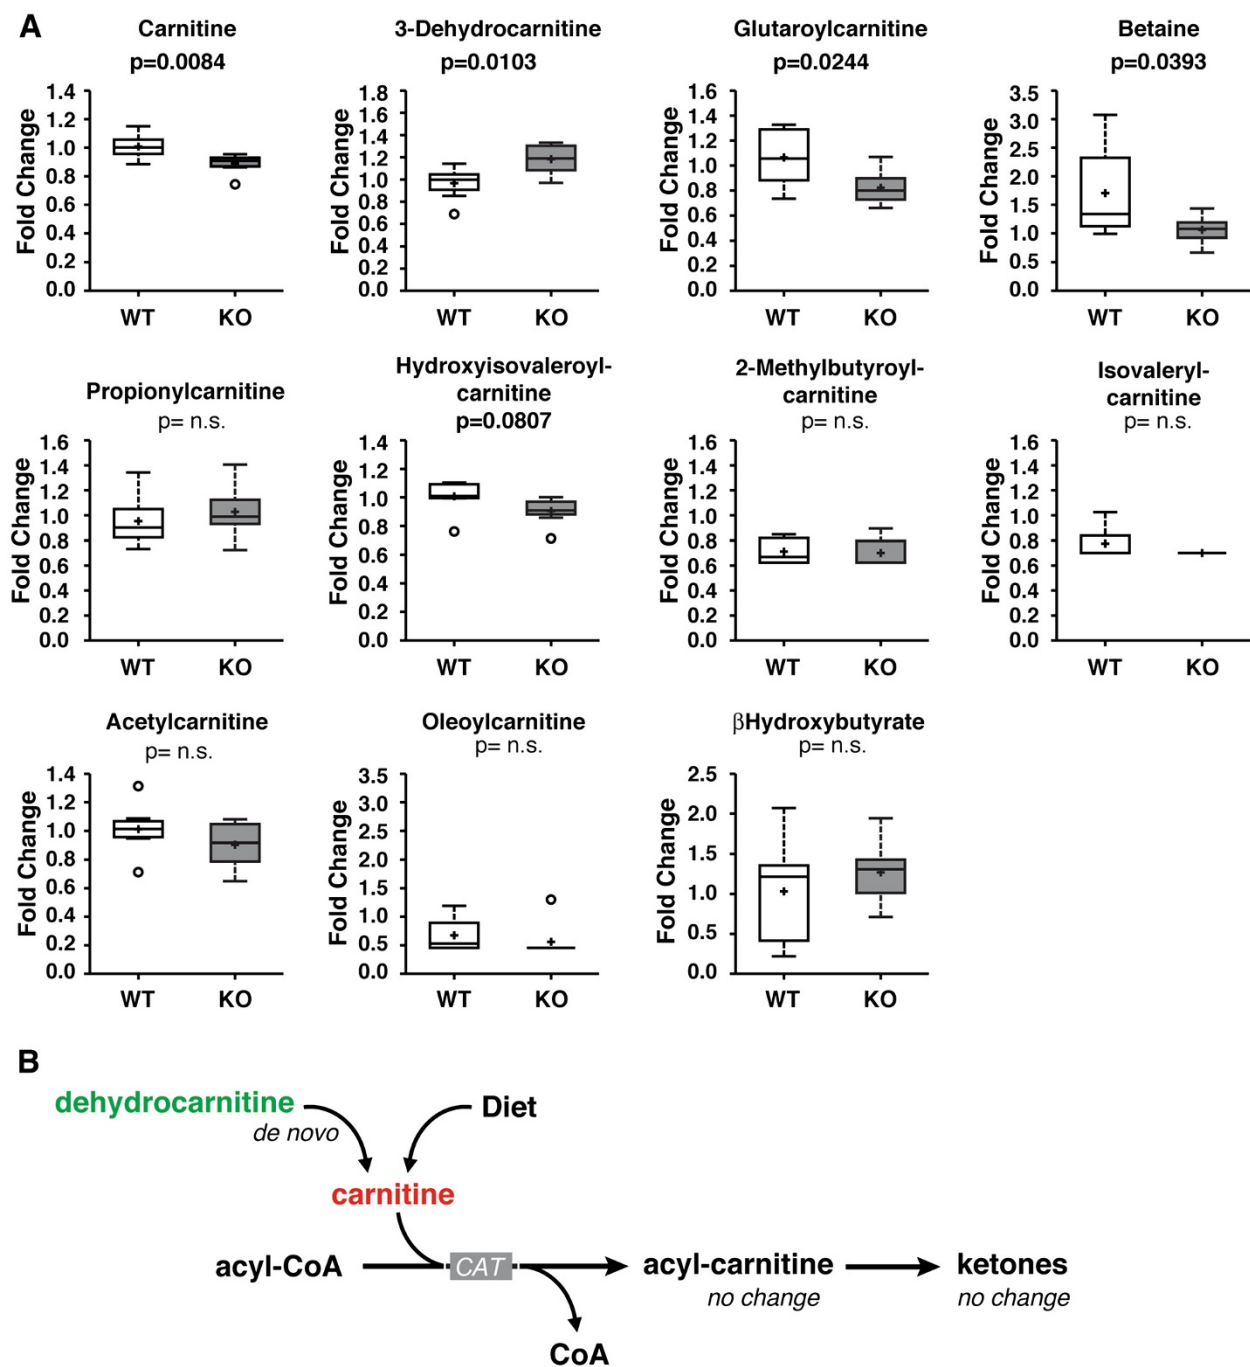 A
Carnitine
p=0.0084
Fold Change
1.4
1.2
1.0
0.8
0.6
0.4
0.2
0.0
WT KO
3-Dehydrocarnitine
p=0.0103
Fold Change
1.8
1.6
1.4
1.2
1.0
0.8
0.6
0.4
0.2
0.0
WT KO
Glutaroylcarnitine
p=0.0244
Fold Change
1.6
1.4
1.2
1.0
0.8
0.6
0.4
0.2
0.0
WT KO
Betaine
p=0.0393
Fold Change
3.5
3.0
2.5
2.0
1.5
1.0
0.5
0.0
WT KO
Propionylcarnitine
p= n.s.
Fold Change
1.6
1.4
1.2
1.0
0.8
0.6
0.4
0.2
0.0
WT KO
Hydroxyisovaleroyl-
carnitine
p=0.0807
Fold Change
1.4
1.2
1.0
0.8
0.6
0.4
0.2
0.0
WT KO
2-Methylbutyroyl-
carnitine
p= n.s.
Fold Change
1.6
1.4
1.2
1.0
0.8
0.6
0.4
0.2
0.0
WT KO
Isovaleryl-
carnitine
p= n.s.
Fold Change
1.6
1.4
1.2
1.0
0.8
0.6
0.4
0.2
0.0
WT KO
Acetylcarnitine
p= n.s.
Fold Change
1.4
1.2
1.0
0.8
0.6
0.4
0.2
0.0
WT KO
Oleoylcarnitine
p= n.s.
Fold Change
3.5
3.0
2.5
2.0
1.5
1.0
0.5
0.0
WT KO
βHydroxybutyrate
p= n.s.
Fold Change
2.5
2.0
1.5
1.0
0.5
0.0
WT KO
B
dehydrocarnitine
de novo
Diet
carnitine
acyl-CoA
CAT
acyl-carnitine
no change
ketones
no change
CoA